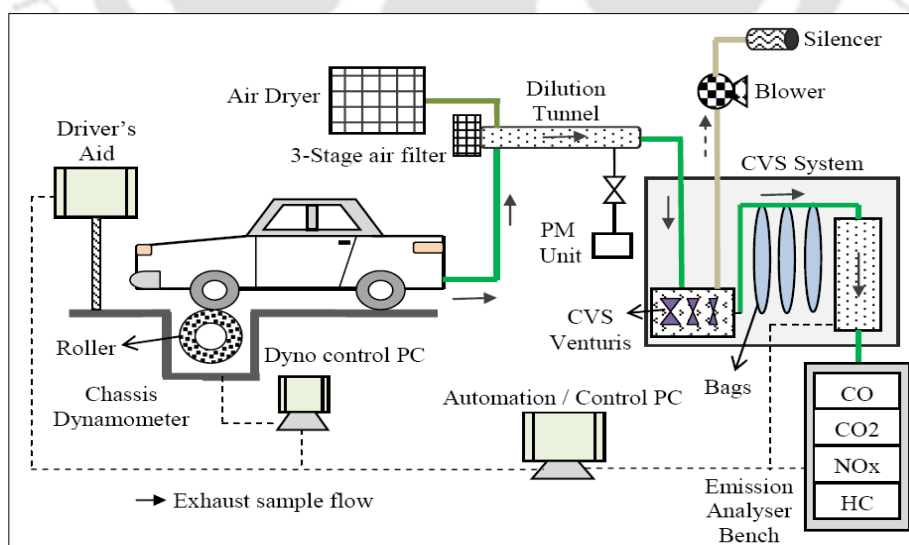 Silencer
Air Dryer
Dilution
Tunnel
Blower
Driver's
Aid
3-Stage air filter
CVS System
PM
Unit
CVS
Venturis
Roller
Dyno control PC
Bags
Chassis
Dynamometer
Automation / Control PC
CO
CO2
NOx
HC
Emission
Analyser
Bench
Exhaust sample flow